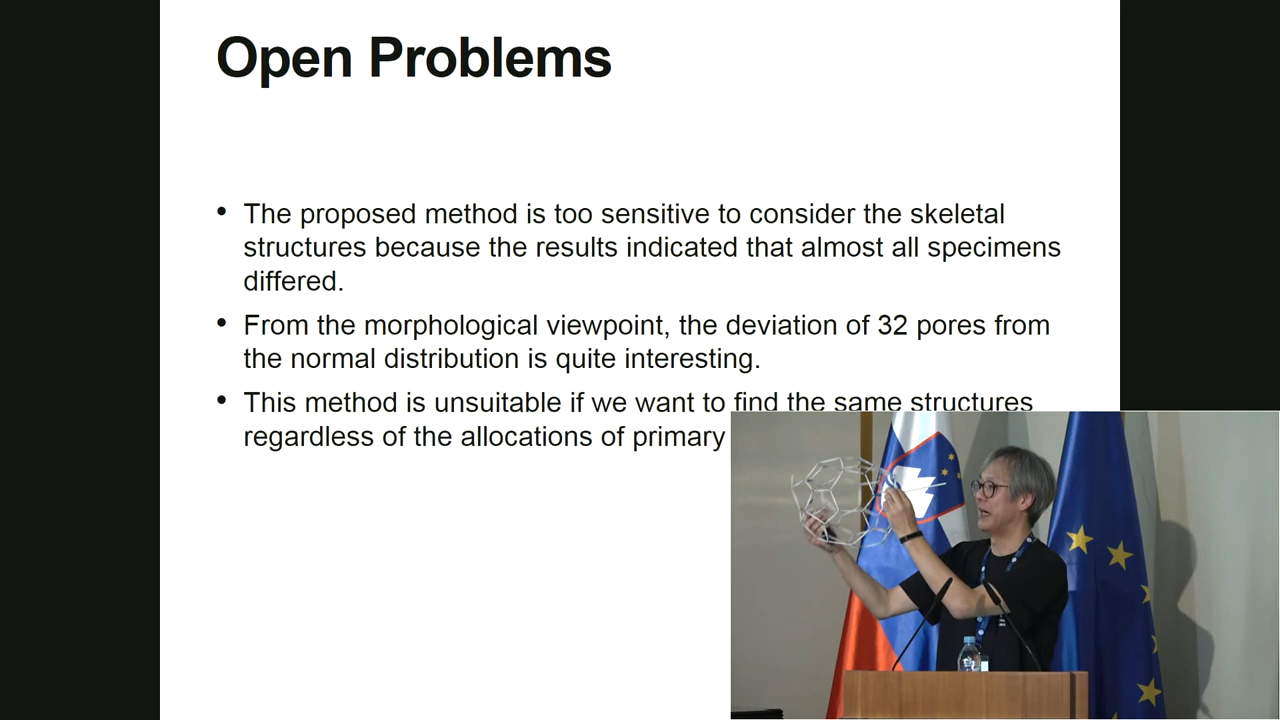 Open Problems
• The proposed method is too sensitive to consider the skeletal
structures because the results indicated that almost all specimens
differed.
• From the morphological viewpoint, the deviation of 32 pores from
the normal distribution is quite interesting.
• This method is unsuitable if we want to find the same structures
regardless of the allocations of primary